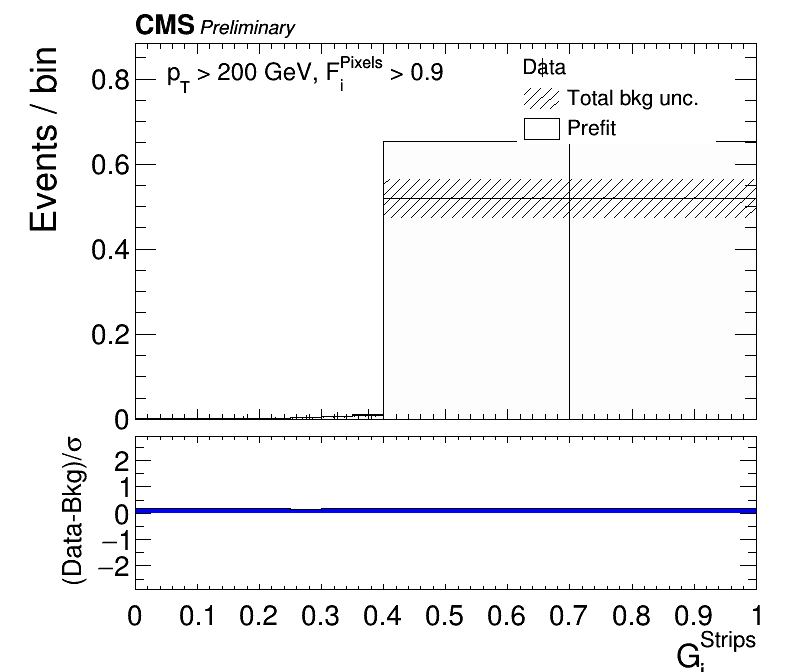 CMS Preliminary
Events / bin
p_T > 200 GeV, F_i^Pixels > 0.9
Data
Total bkg unc.
Prefit
0.8
0.6
0.4
0.2
0
(Data-Bkg)/σ
2
1
0
−1
−2
0 0.1 0.2 0.3 0.4 0.5 0.6 0.7 0.8 0.9 1
G_i^Strips